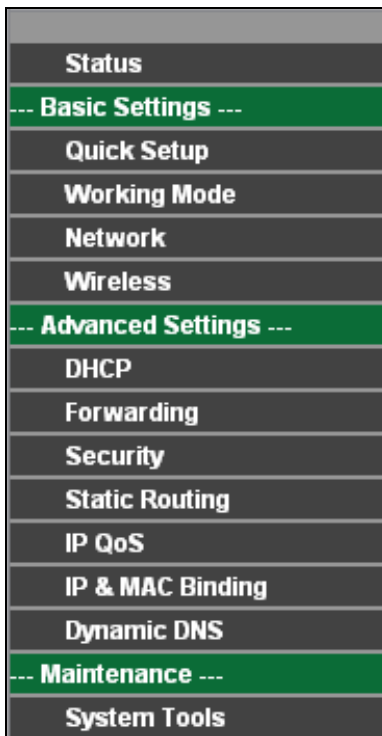 Status
--- Basic Settings ---
Quick Setup
Working Mode
Network
Wireless
--- Advanced Settings ---
DHCP
Forwarding
Security
Static Routing
IP QoS
IP & MAC Binding
Dynamic DNS
--- Maintenance ---
System Tools